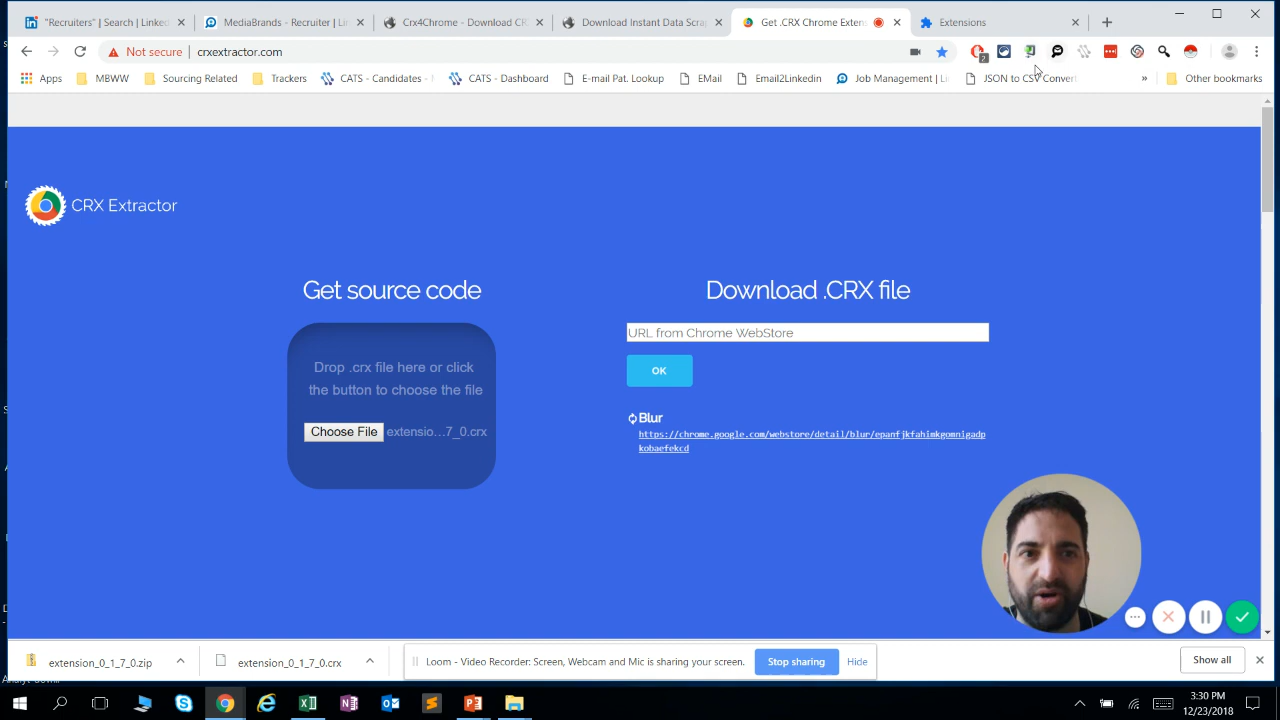 "Recruiters" | Search | Linked
MediaBrands - Recruiter | Lin
Crx4Chrome - Download CR
Download Instant Data Scrap
Get .CRX Chrome Extens
Extensions
Not secure
crxextractor.com
2
Apps
MBWW
Sourcing Related
Trackers
CATS - Candidates -
CATS - Dashboard
E-mail Pat. Lookup
EMail
Email2Linkedin
Job Management | Li
JSON to CSV Convert
»
Other bookmarks
CRX Extractor
Get source code
Download .CRX file
URL from Chrome WebStore
Drop .crx file here or click
the button to choose the file
OK
Choose File
extensio…7_0.crx
Blur
https://chrome.google.com/webstore/detail/blur/epanfjkfahimkgomnigadp
kobaefekcd
extension_0_1_7_0.zip
extension_0_1_7_0.crx
Loom - Video Recorder: Screen, Webcam and Mic is sharing your screen.
Stop sharing
Hide
Show all
3:30 PM
12/23/2018